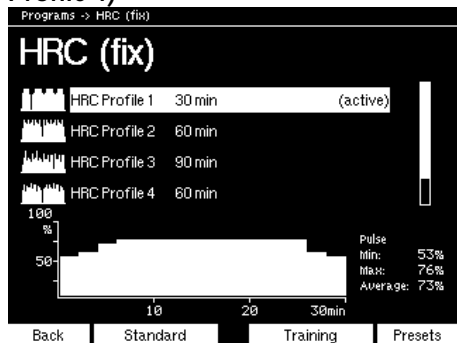 Programs -> HRC (fix)
HRC (fix)
HRC Profile 1 30 min (active)
HRC Profile 2 60 min
HRC Profile 3 90 min
HRC Profile 4 60 min
100
%
50
Pulse
Min: 53%
Max: 76%
Average: 73%
10 20 30min
Back Standard Training Presets